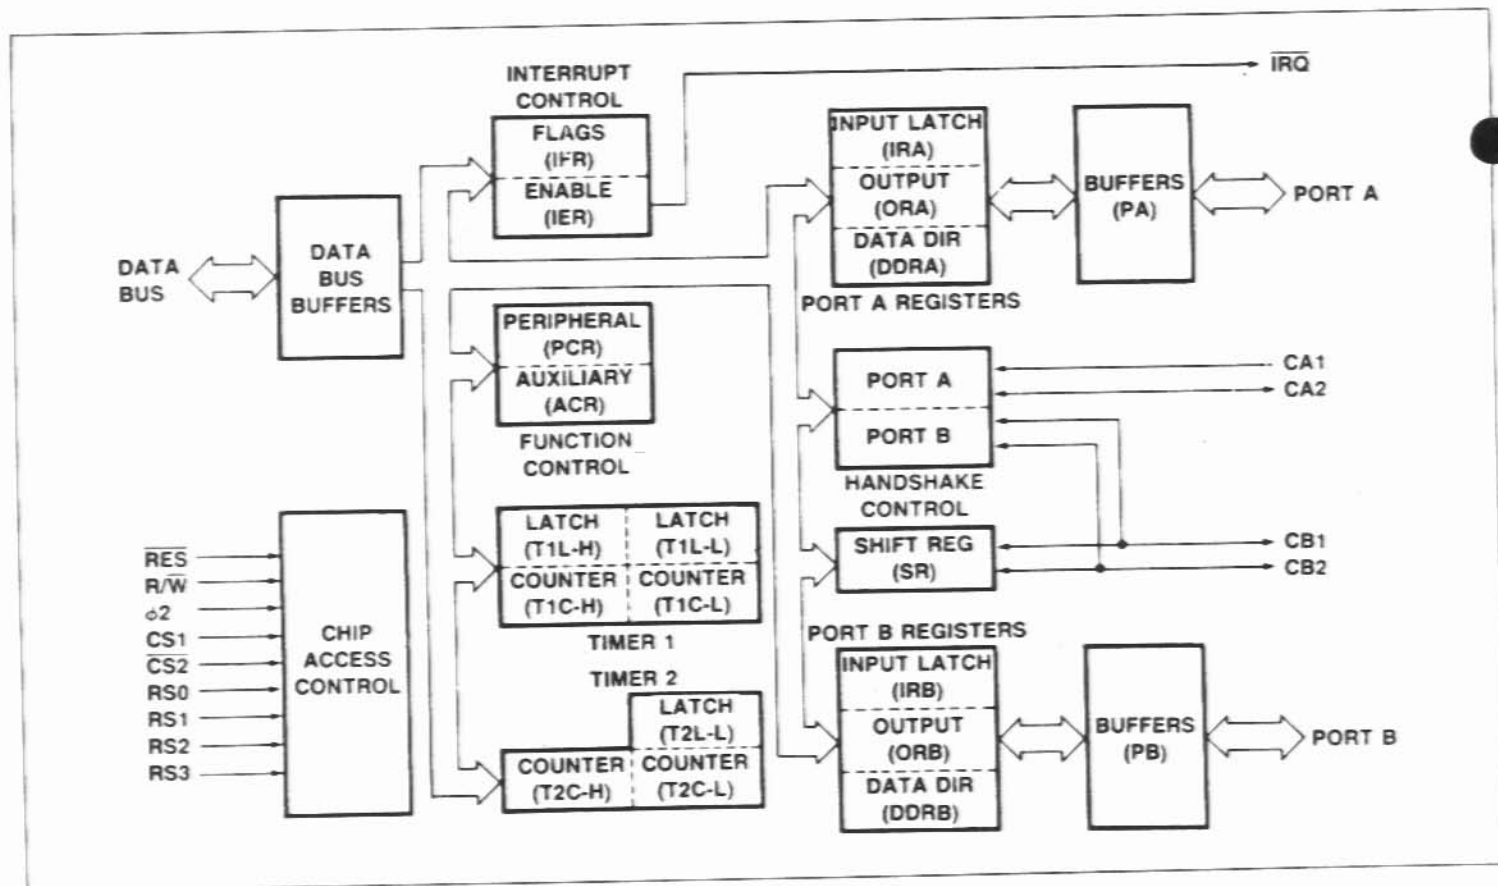 INTERRUPT
CONTROL
FLAGS
(IFR)
ENABLE
(IER)
IRQ
INPUT LATCH
(IRA)
OUTPUT
(ORA)
DATA DIR
(DDRA)
PORT A REGISTERS
BUFFERS
(PA)
PORT A
DATA
BUS
DATA
BUS
BUFFERS
PERIPHERAL
(PCR)
AUXILIARY
(ACR)
FUNCTION
CONTROL
PORT A
PORT B
HANDSHAKE
CONTROL
CA1
CA2
LATCH
(T1L-H)
LATCH
(T1L-L)
COUNTER
(T1C-H)
COUNTER
(T1C-L)
TIMER 1
SHIFT REG
(SR)
CB1
CB2
RES
R/W
ϕ2
CS1
CS2
RS0
RS1
RS2
RS3
CHIP
ACCESS
CONTROL
TIMER 2
LATCH
(T2L-L)
COUNTER
(T2C-H)
COUNTER
(T2C-L)
PORT B REGISTERS
INPUT LATCH
(IRB)
OUTPUT
(ORB)
DATA DIR
(DDRB)
BUFFERS
(PB)
PORT B